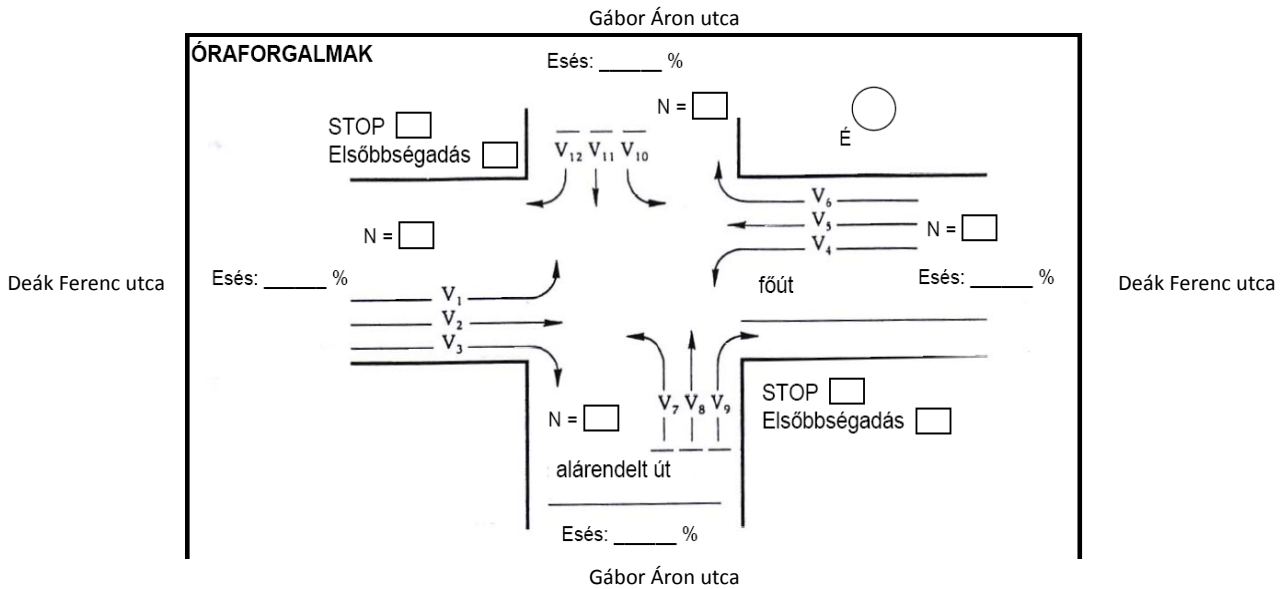 Gábor Áron utca
ÓRAFORGALMAK
Esés: ______ %
N =
STOP
Elsőbbségadás
É
V12 V11 V10
V6
V5
V4
N =
N =
Deák Ferenc utca
Esés: ______ %
főút
Esés: ______ %
Deák Ferenc utca
V1
V2
V3
STOP
Elsőbbségadás
N =
V7 V8 V9
alárendelt út
Esés: ______ %
Gábor Áron utca